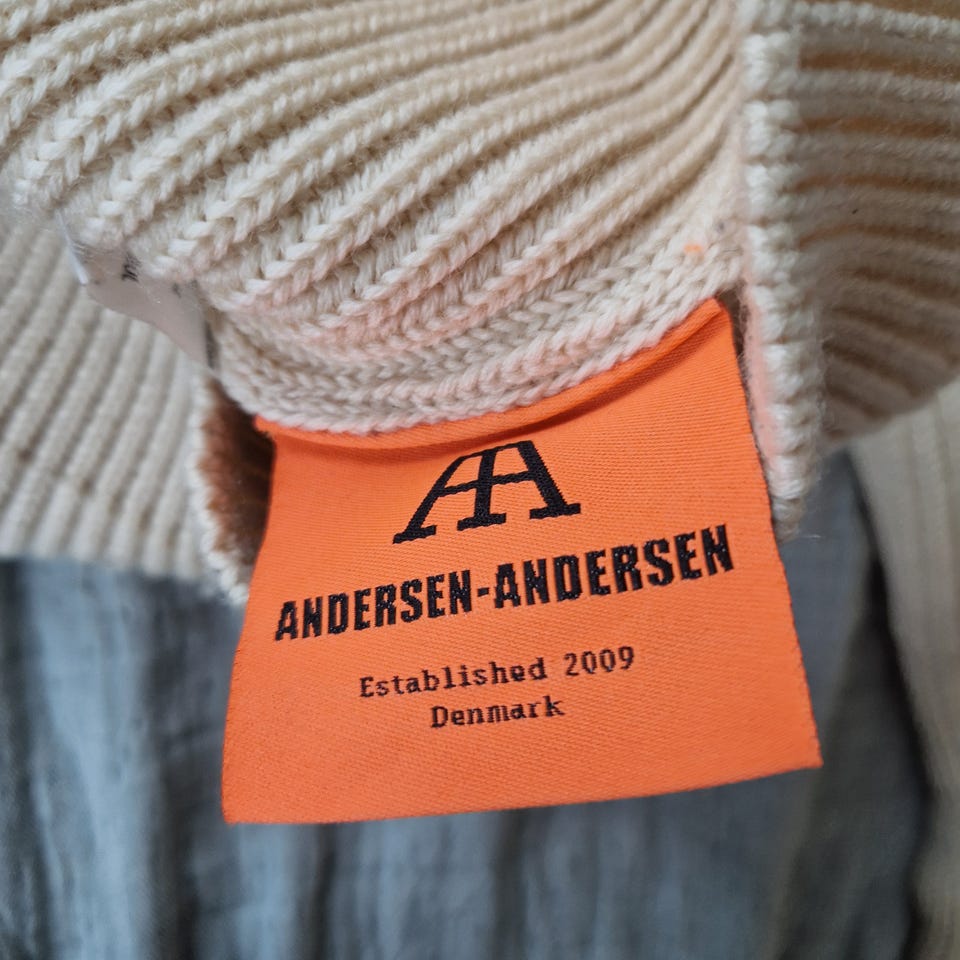 AA
ANDERSEN-ANDERSEN
Established 2009
Denmark